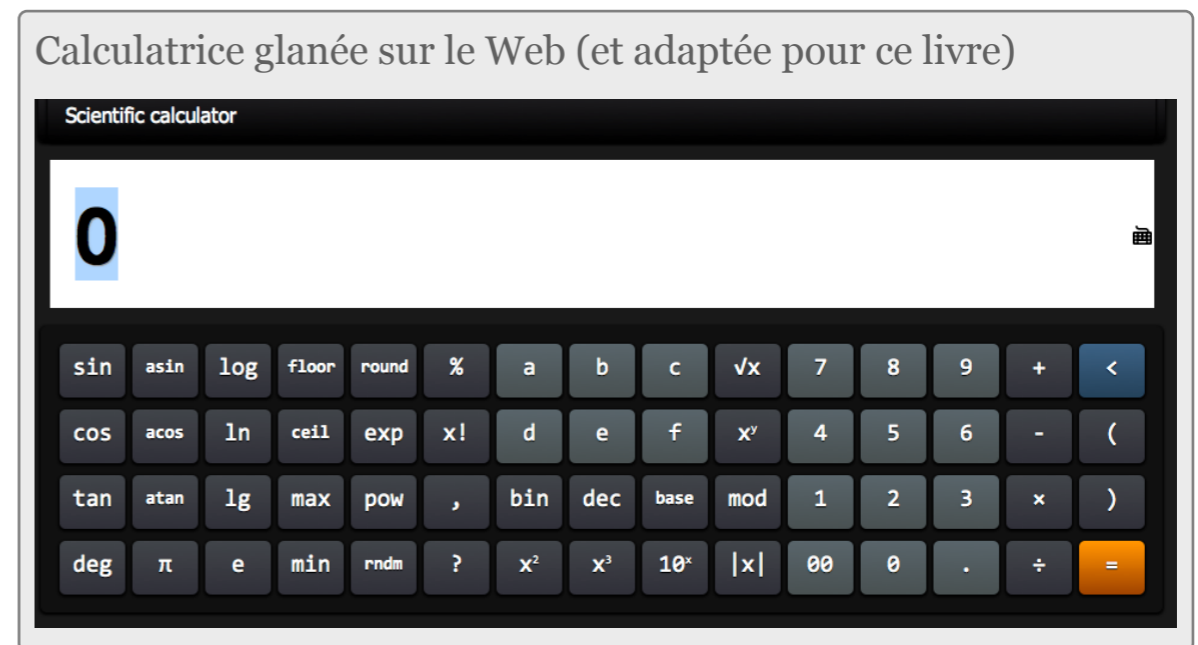 Calculatrice glanée sur le Web (et adaptée pour ce livre)
Scientific calculator
0
sin asin log floor round % a b c √x 7 8 9 + <
cos acos ln ceil exp x! d e f xʸ 4 5 6 - (
tan atan lg max pow , bin dec base mod 1 2 3 × )
deg π e min rndm ? x² x³ 10ˣ |x| 00 0 . ÷ =